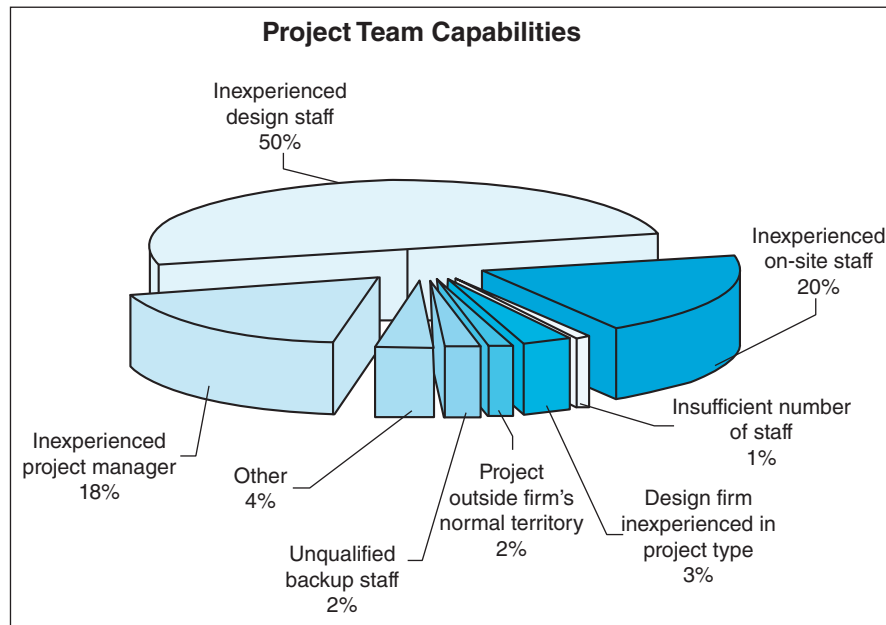 Project Team Capabilities
Inexperienced
design staff
50%
Inexperienced
on-site staff
20%
Insufficient number
of staff
1%
Design firm
inexperienced in
project type
3%
Project
outside firm's
normal territory
2%
Unqualified
backup staff
2%
Other
4%
Inexperienced
project manager
18%